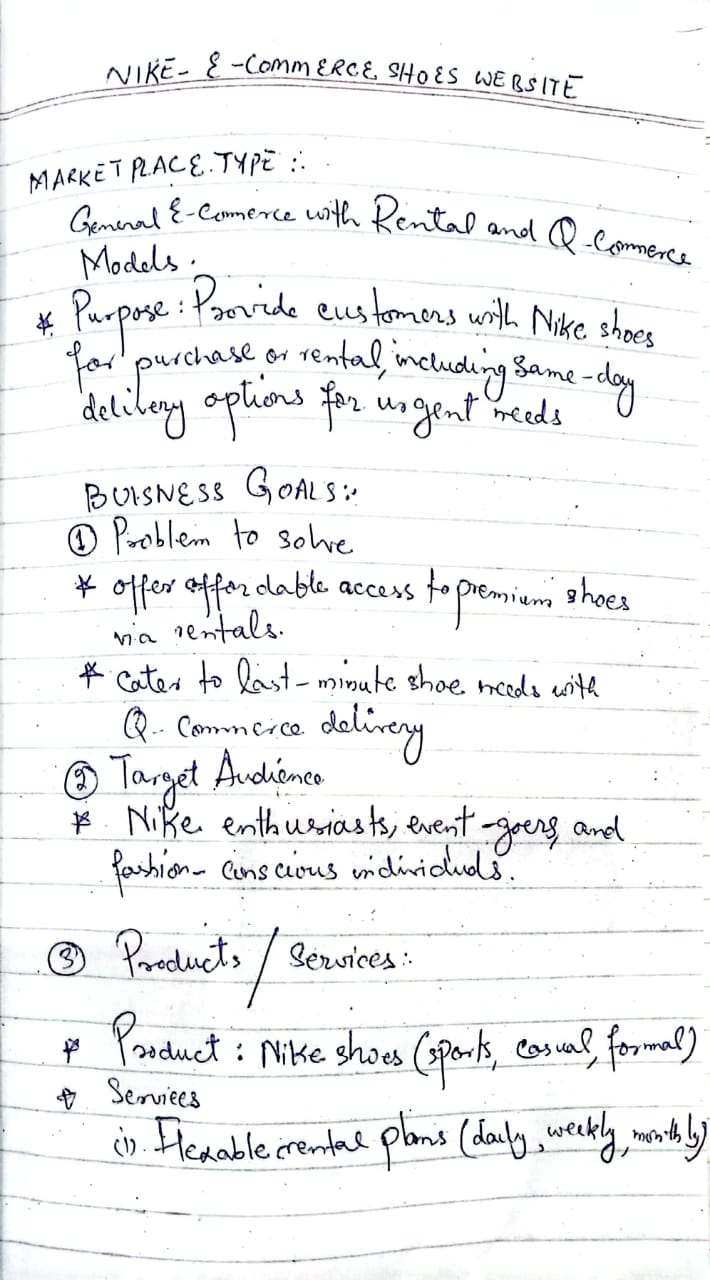 NIKE- E-COMMERCE SHOES WEBSITE
MARKETPLACE.TYPE :.
General E-Comerce with Rental and Q-Commerce
Models.
* Purpose : Provide customers with Nike shoes
for purchase or rental, including Same-day
delivery options for urgent needs
BUISNESS GOALS:.
① Problem to solve
* offer affordable access to premium shoes
via rentals.
* Cater to last-minute shoe needs with
Q-Commerce delivery
② Target Audience
* Nike enthusiasts, event-goers, and
fashion-conscious individuls.
③ Products / Services:.
* Product : Nike shoes (sports, casual, formal)
* Services
(i). Flexable rental plans (daily, weekly, monthly)